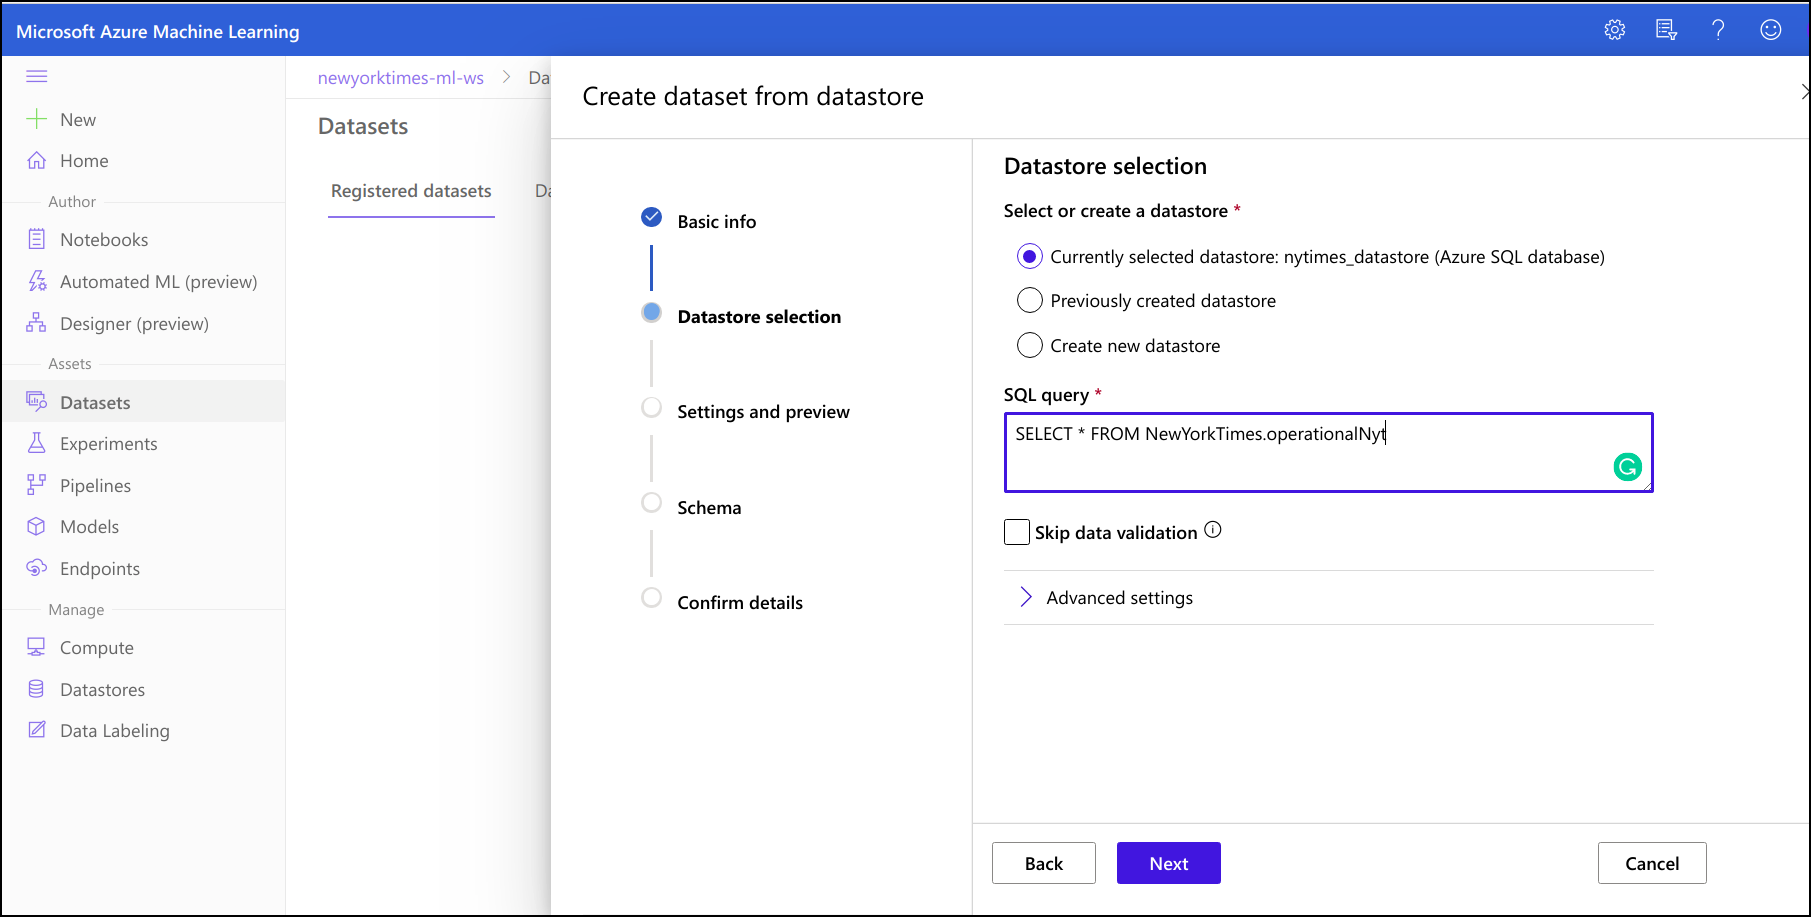 Microsoft Azure Machine Learning
New
Home
Author
Notebooks
Automated ML (preview)
Designer (preview)
Assets
Datasets
Experiments
Pipelines
Models
Endpoints
Manage
Compute
Datastores
Data Labeling
newyorktimes-ml-ws > Da
Datasets
Registered datasets Da
Create dataset from datastore
Basic info
Datastore selection
Settings and preview
Schema
Confirm details
Datastore selection
Select or create a datastore *
Currently selected datastore: nytimes_datastore (Azure SQL database)
Previously created datastore
Create new datastore
SQL query *
SELECT * FROM NewYorkTimes.operationalNyt
Skip data validation
Advanced settings
Back Next Cancel